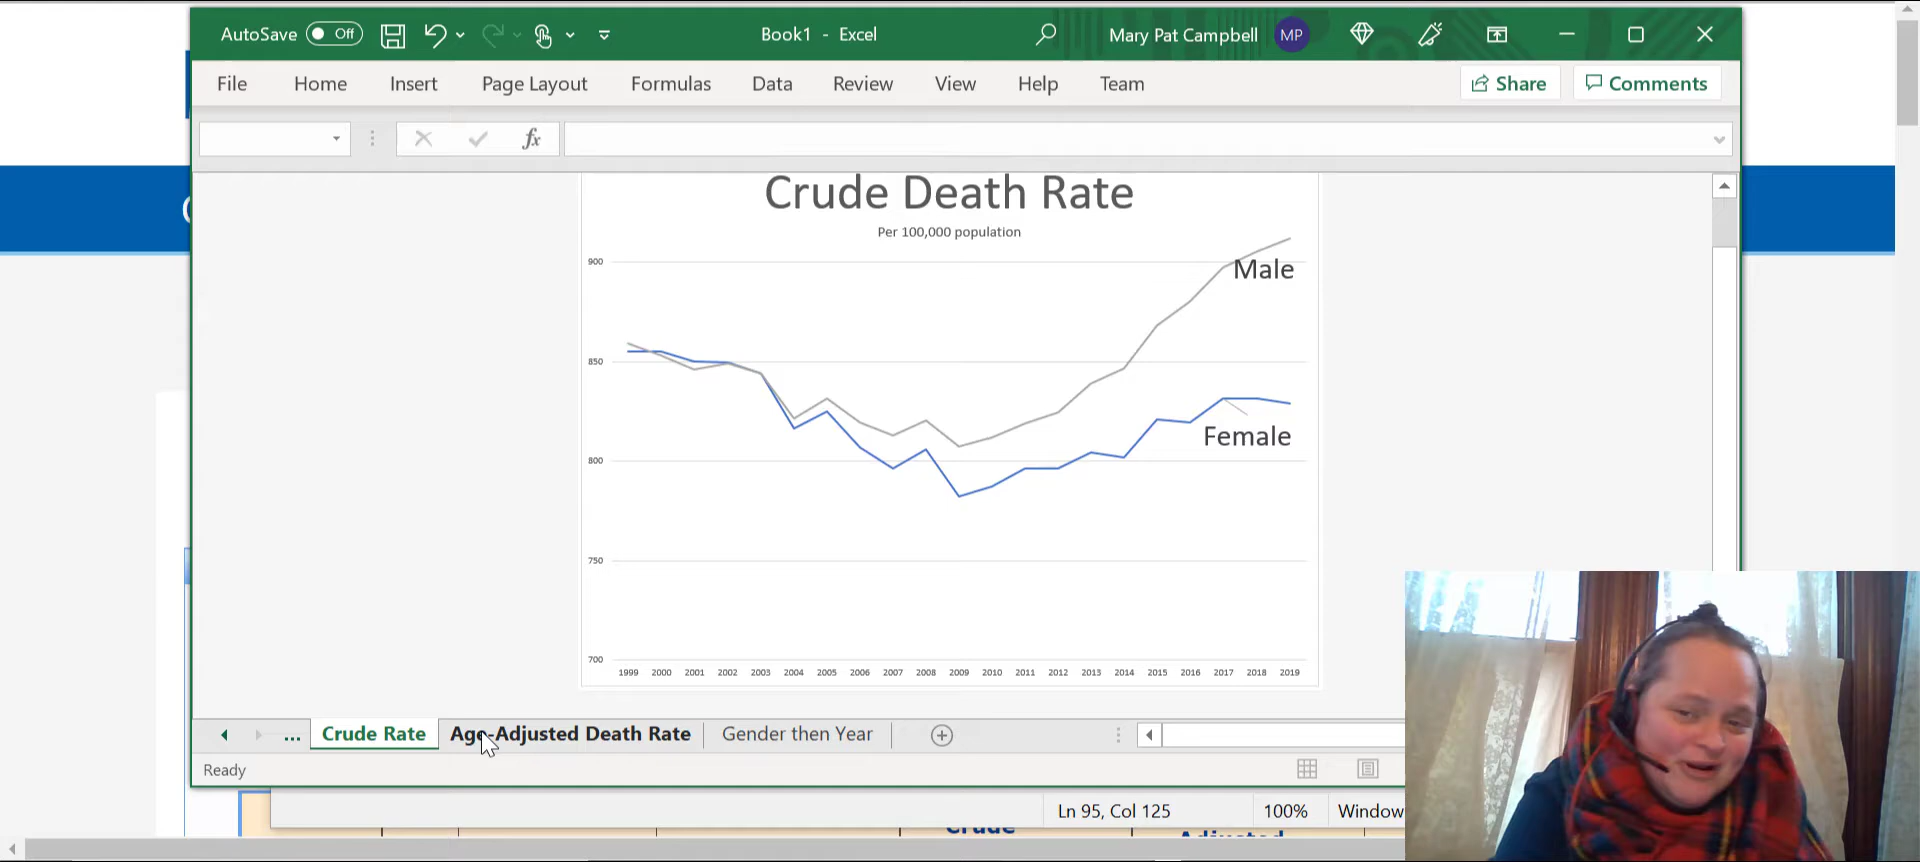 AutoSave Off Book1 - Excel Mary Pat Campbell MP
File Home Insert Page Layout Formulas Data Review View Help Team Share Comments
fx
Crude Death Rate
Per 100,000 population
900
Male
850
Female
800
750
700
1999 2000 2001 2002 2003 2004 2005 2006 2007 2008 2009 2010 2011 2012 2013 2014 2015 2016 2017 2018 2019
... Crude Rate Age-Adjusted Death Rate Gender then Year
Ready
Ln 95, Col 125 100% Window
Crude
Adjusted